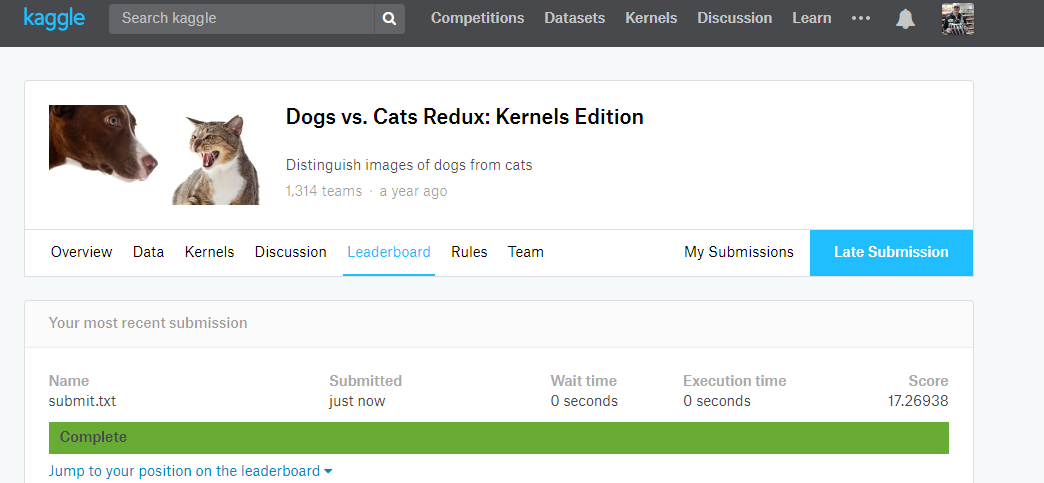 kaggle Search kaggle Competitions Datasets Kernels Discussion Learn
Dogs vs. Cats Redux: Kernels Edition
Distinguish images of dogs from cats
1,314 teams · a year ago
Overview Data Kernels Discussion Leaderboard Rules Team My Submissions Late Submission
Your most recent submission
Name Submitted Wait time Execution time Score
submit.txt just now 0 seconds 0 seconds 17.26938
Complete
Jump to your position on the leaderboard